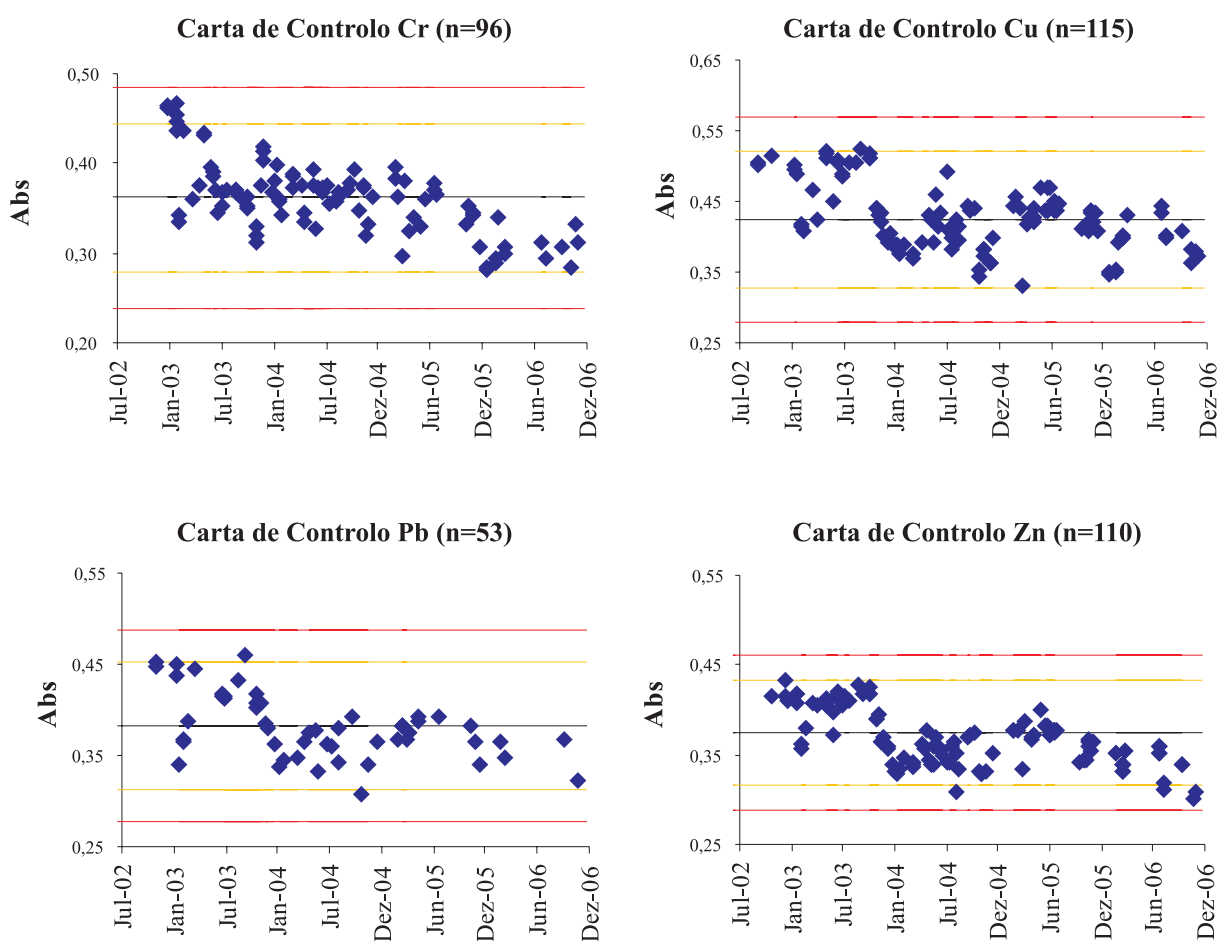 Carta de Controlo Cr (n=96)
Abs
0,50
0,40
0,30
0,20
Jul-02
Jan-03
Jul-03
Jan-04
Jul-04
Dez-04
Jun-05
Dez-05
Jun-06
Dez-06
Carta de Controlo Cu (n=115)
Abs
0,65
0,55
0,45
0,35
0,25
Jul-02
Jan-03
Jul-03
Jan-04
Jul-04
Dez-04
Jun-05
Dez-05
Jun-06
Dez-06
Carta de Controlo Pb (n=53)
Abs
0,55
0,45
0,35
0,25
Jul-02
Jan-03
Jul-03
Jan-04
Jul-04
Dez-04
Jun-05
Dez-05
Jun-06
Dez-06
Carta de Controlo Zn (n=110)
Abs
0,55
0,45
0,35
0,25
Jul-02
Jan-03
Jul-03
Jan-04
Jul-04
Dez-04
Jun-05
Dez-05
Jun-06
Dez-06